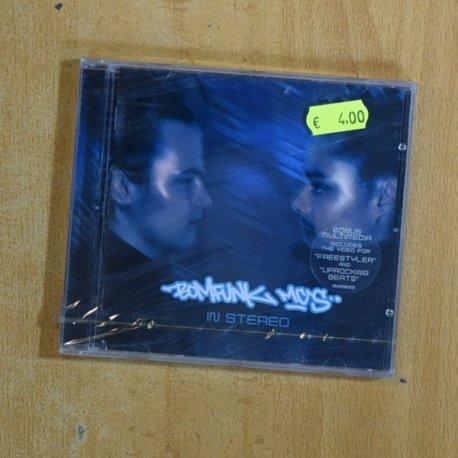 € 4,00
BONUS
MULTIMEDIA
INCLUDES
THE VIDEO FOR
"FREESTYLER"
AND
"UPROCKING
BEATS"
BOMFUNK MC'S
IN STEREO